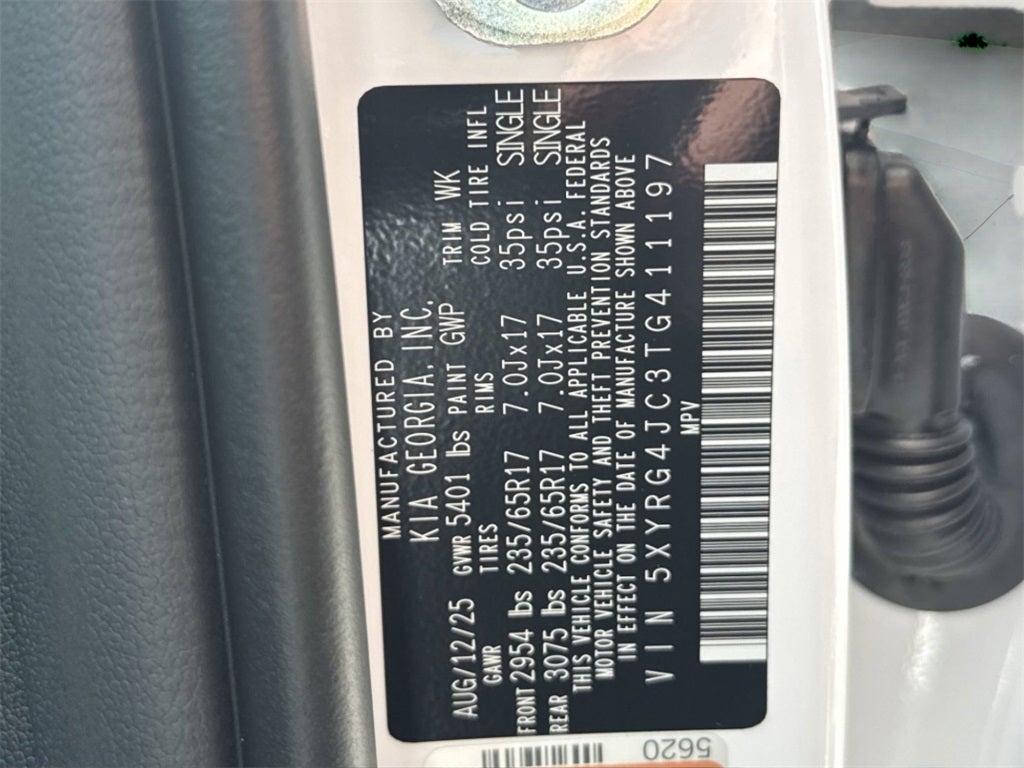 MANUFACTURED BY
KIA GEORGIA, INC.
AUG/12/25 GVWR 5401 lbs PAINT GWP TRIM WK
GAWR TIRES RIMS COLD TIRE INFL
FRONT 2954 lbs 235/65R17 7.0Jx17 35psi SINGLE
REAR 3075 lbs 235/65R17 7.0Jx17 35psi SINGLE
THIS VEHICLE CONFORMS TO ALL APPLICABLE U.S.A. FEDERAL
MOTOR VEHICLE SAFETY AND THEFT PREVENTION STANDARDS
IN EFFECT ON THE DATE OF MANUFACTURE SHOWN ABOVE
VIN 5XYRG4JC3TG411197
MPV
5620